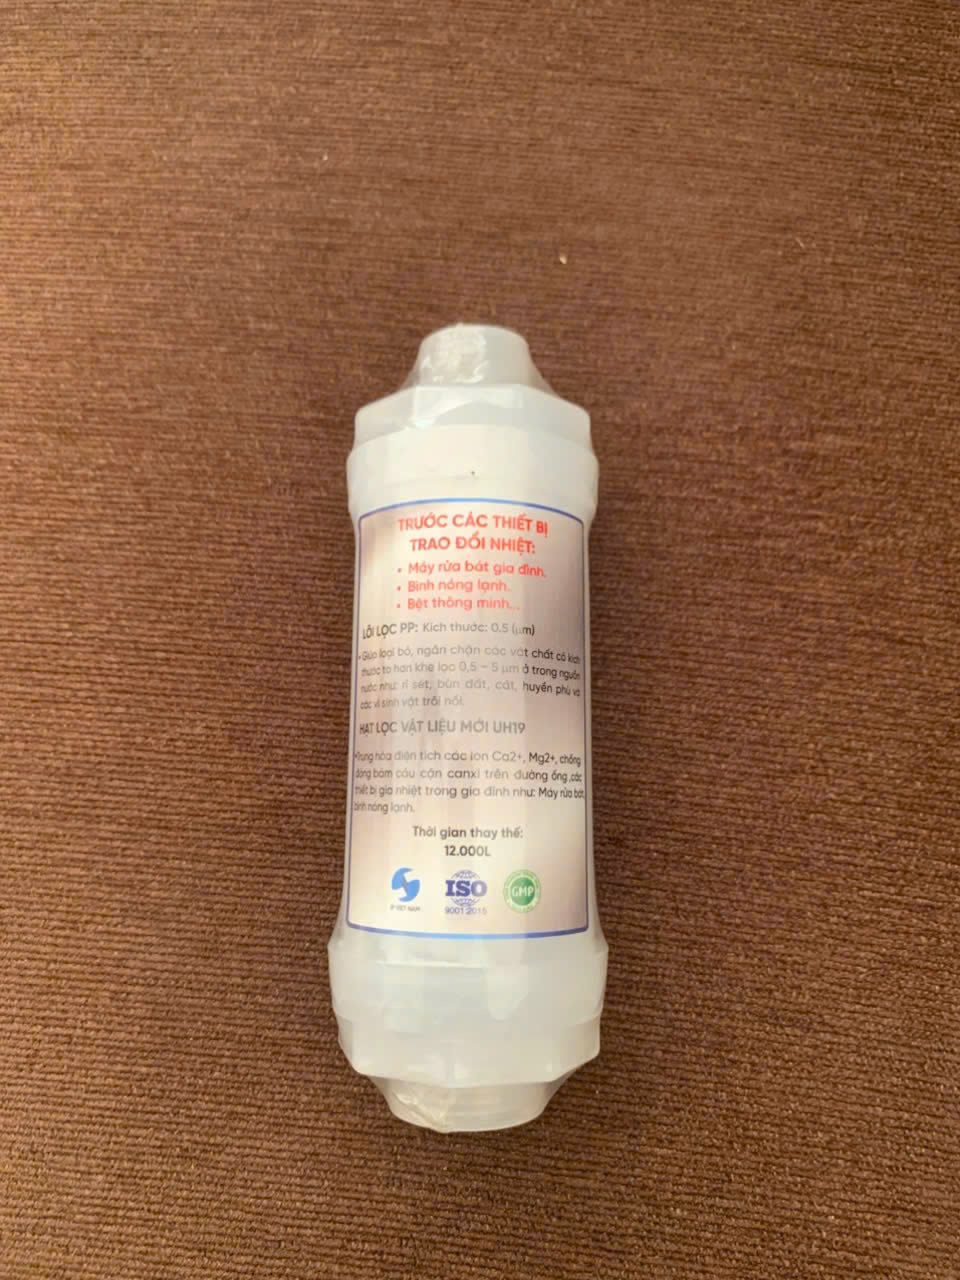 TRƯỚC CÁC THIẾT BỊ
TRAO ĐỔI NHIỆT:
• Máy rửa bát gia đình.
• Bình nóng lạnh.
• Bệt thông minh...
LÕI LỌC PP: Kích thước: 0.5 (µm)
• Giúp loại bỏ, ngăn chặn các vật chất có kích
thước to hơn khe lọc 0,5 – 5 µm ở trong nguồn
nước như: rỉ sét, bùn đất, cát, huyền phù và
các vi sinh vật trôi nổi.
HẠT LỌC VẬT LIỆU MỚI UH19
•Trung hòa điện tích các ion Ca2+, Mg2+, chống
đóng bám cáu cặn canxi trên đường ống ,các
thiết bị gia nhiệt trong gia đình như: Máy rửa bát,
bình nóng lạnh.
Thời gian thay thế:
12.000L
IP VIET NAM
ISO
9001:2015
GMP